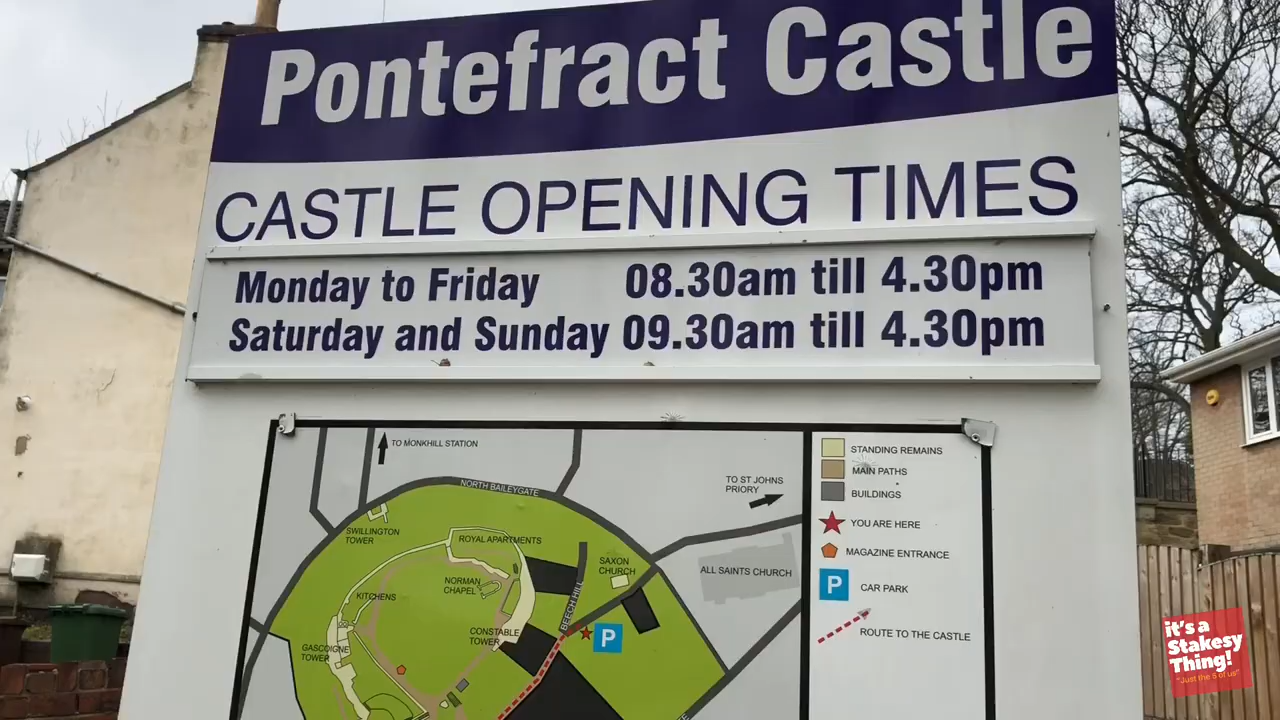 Pontefract Castle
CASTLE OPENING TIMES
Monday to Friday 08.30am till 4.30pm
Saturday and Sunday 09.30am till 4.30pm
TO MONKHILL STATION
NORTH BAILEYGATE
TO ST JOHNS
PRIORY
SWILLINGTON
TOWER
ROYAL APARTMENTS
SAXON
CHURCH
ALL SAINTS CHURCH
NORMAN
CHAPEL
KITCHENS
BEECH HILL
CONSTABLE
TOWER
GASCOIGNE
TOWER
P
STANDING REMAINS
MAIN PATHS
BUILDINGS
YOU ARE HERE
MAGAZINE ENTRANCE
P CAR PARK
ROUTE TO THE CASTLE
it's a
Stakesy
Thing!
"Just the 5 of us"